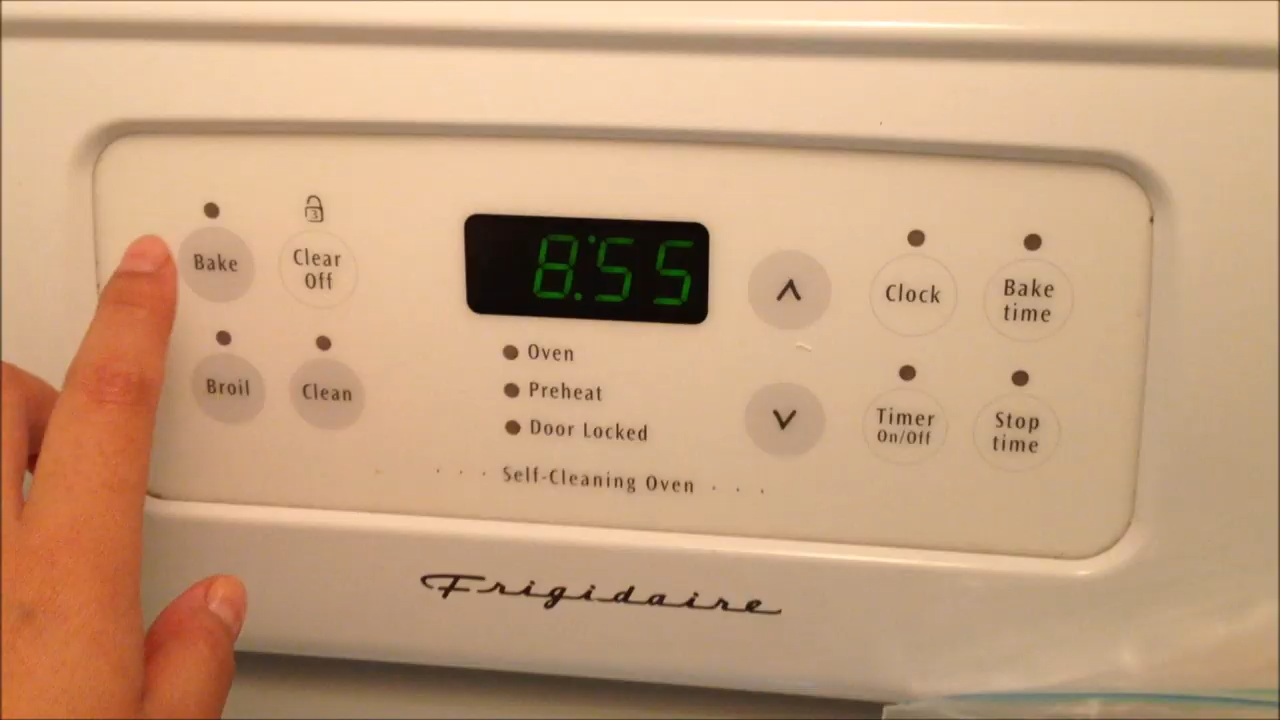 Bake
Clear
Off
3
8:55
Broil
Clean
Oven
Preheat
Door Locked
Self-Cleaning Oven
Clock
Bake
time
Timer
On/Off
Stop
time
Frigidaire